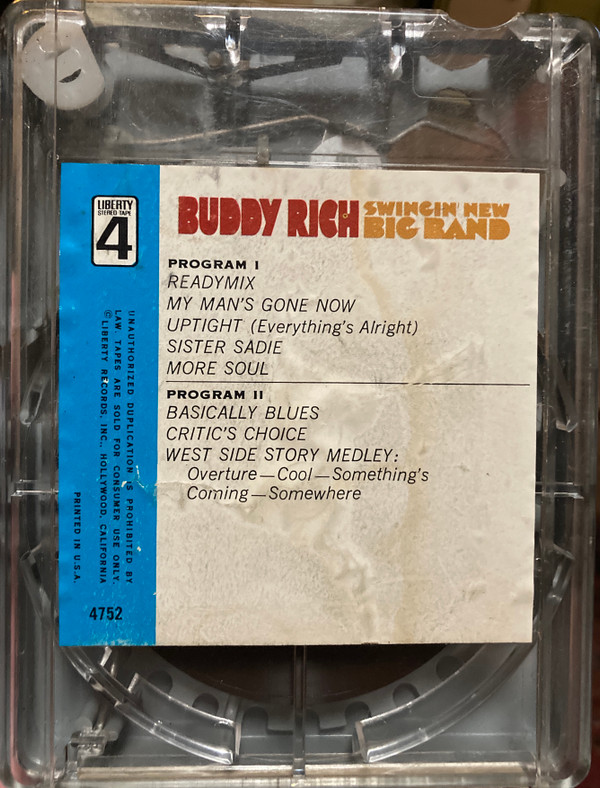 LIBERTY
STEREO-TAPE
4
BUDDY RICH SWINGIN' NEW
BIG BAND
PROGRAM I
READYMIX
MY MAN'S GONE NOW
UPTIGHT (Everything's Alright)
SISTER SADIE
MORE SOUL
PROGRAM II
BASICALLY BLUES
CRITIC'S CHOICE
WEST SIDE STORY MEDLEY:
Overture—Cool—Something's
Coming—Somewhere
UNAUTHORIZED DUPLICATION IS PROHIBITED BY
LAW. TAPES ARE SOLD FOR CONSUMER USE ONLY.
©LIBERTY RECORDS, INC., HOLLYWOOD, CALIFORNIA
PRINTED IN U.S.A.
4752